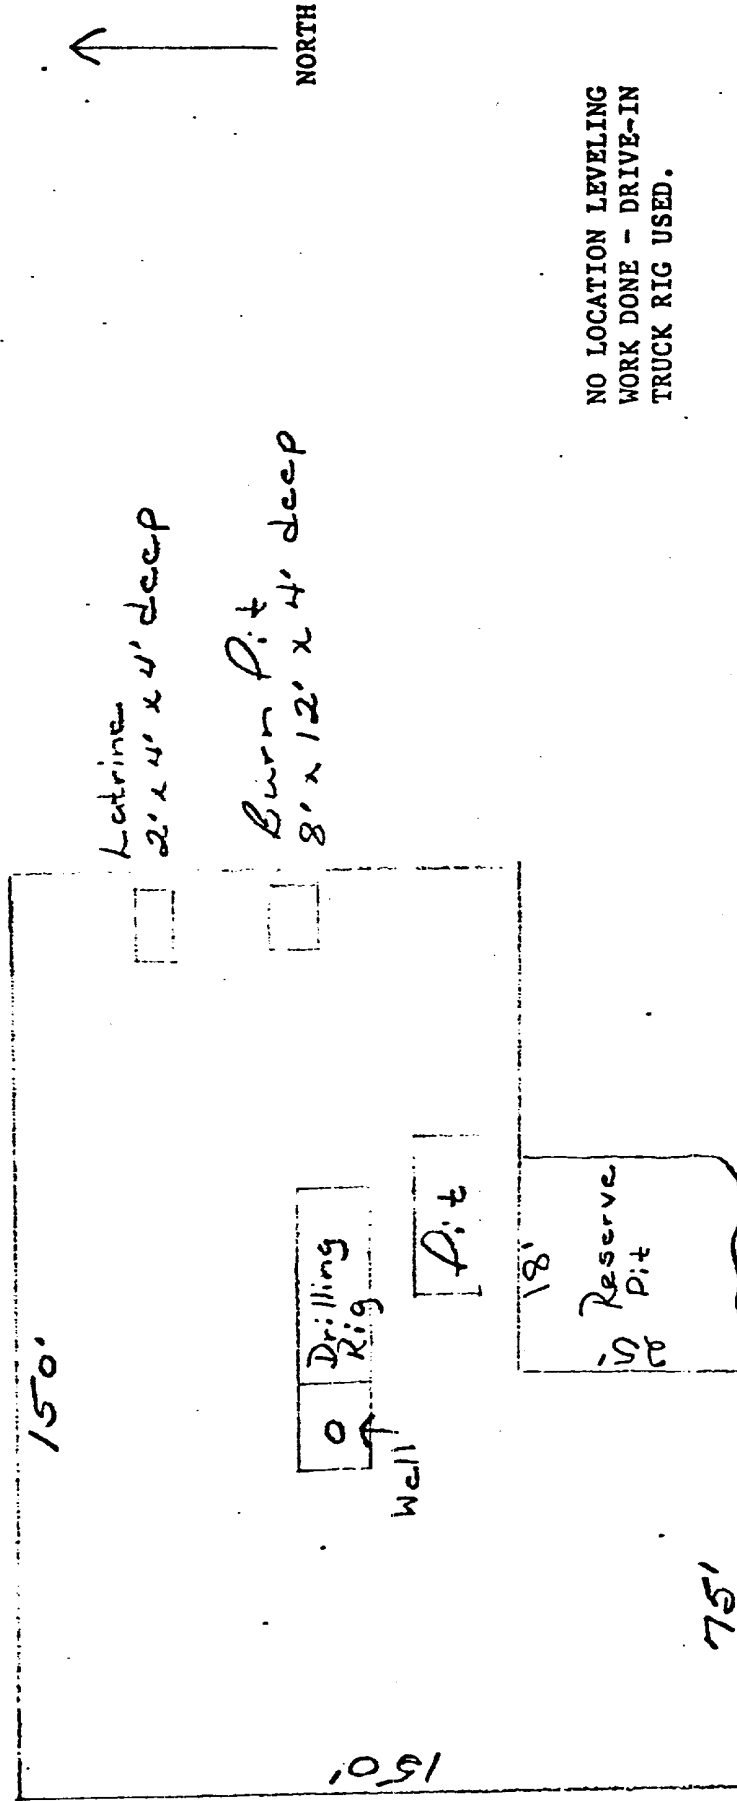 NORTH
150'
Latrine
2' x 4' x 4' deep
Burn Pit
8' x 12' x 4' deep
O
Drilling
Rig
Well
Pit
150'
18'
25'
Reserve
Pit
75'
NO LOCATION LEVELING
WORK DONE - DRIVE-IN
TRUCK RIG USED.